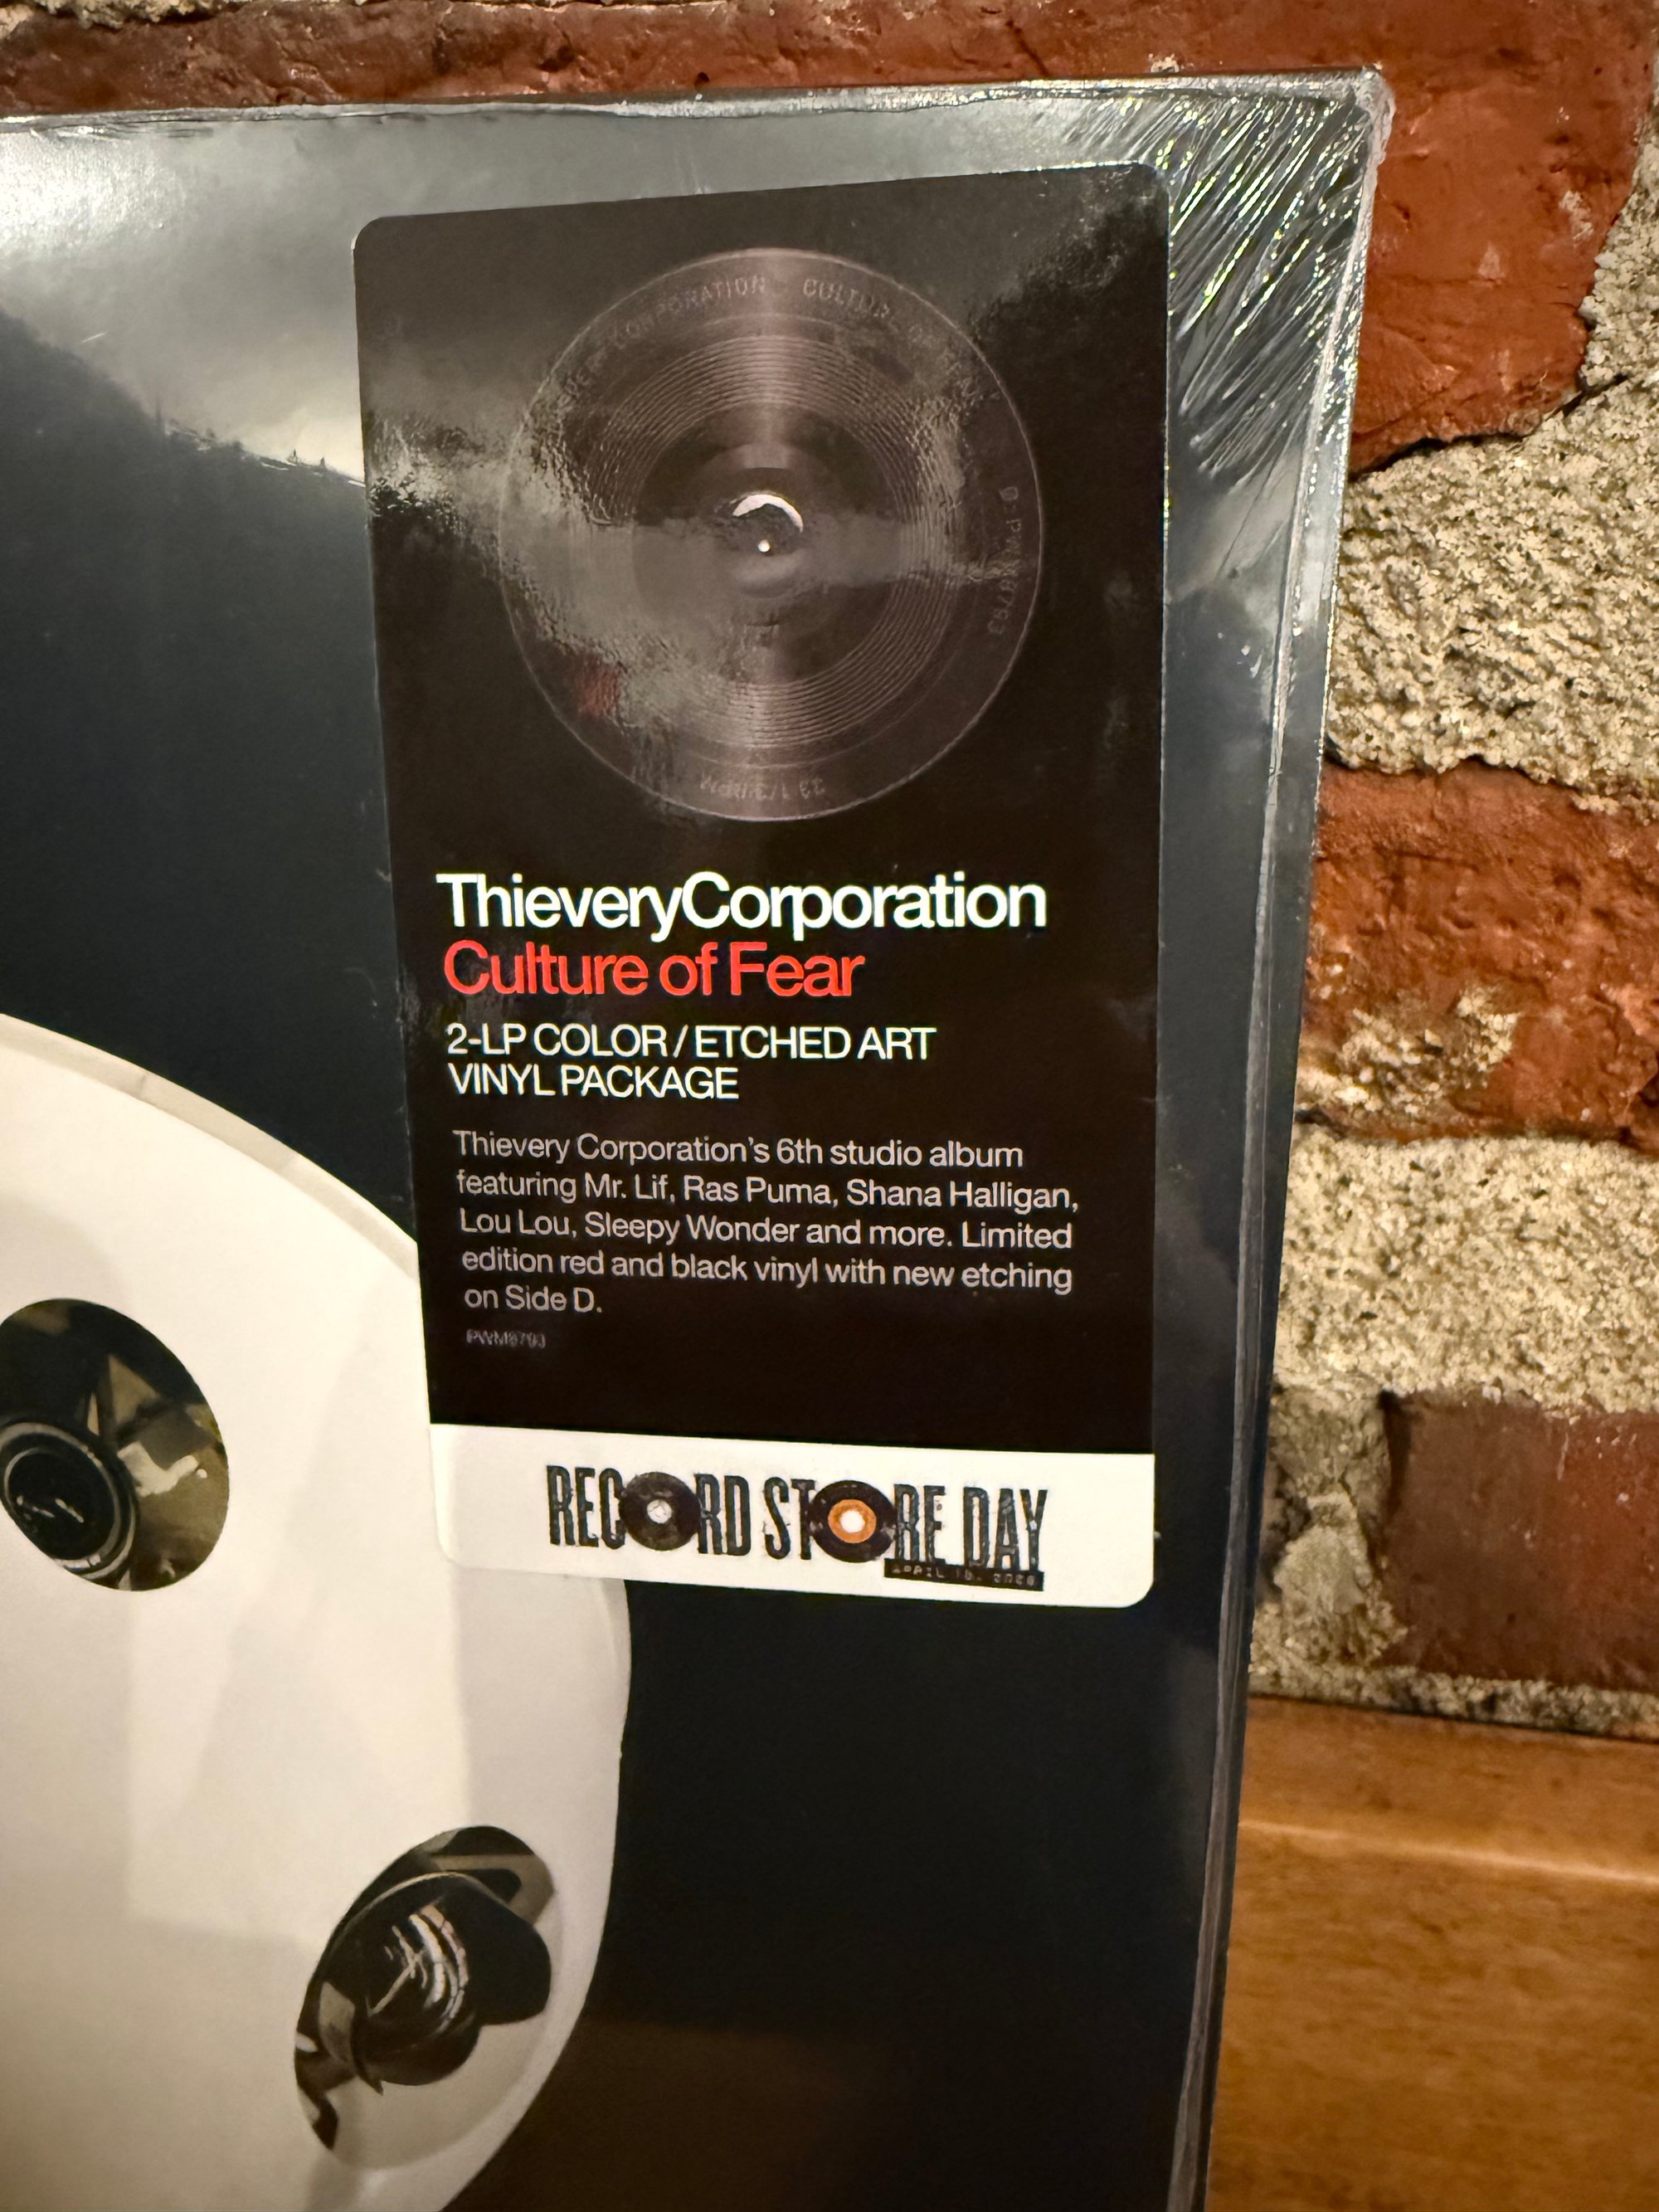 ThieveryCorporation
Culture of Fear
2-LP COLOR / ETCHED ART
VINYL PACKAGE
Thievery Corporation's 6th studio album
featuring Mr. Lif, Ras Puma, Shana Halligan,
Lou Lou, Sleepy Wonder and more. Limited
edition red and black vinyl with new etching
on Side D.
PWM8793
RECORD STORE DAY